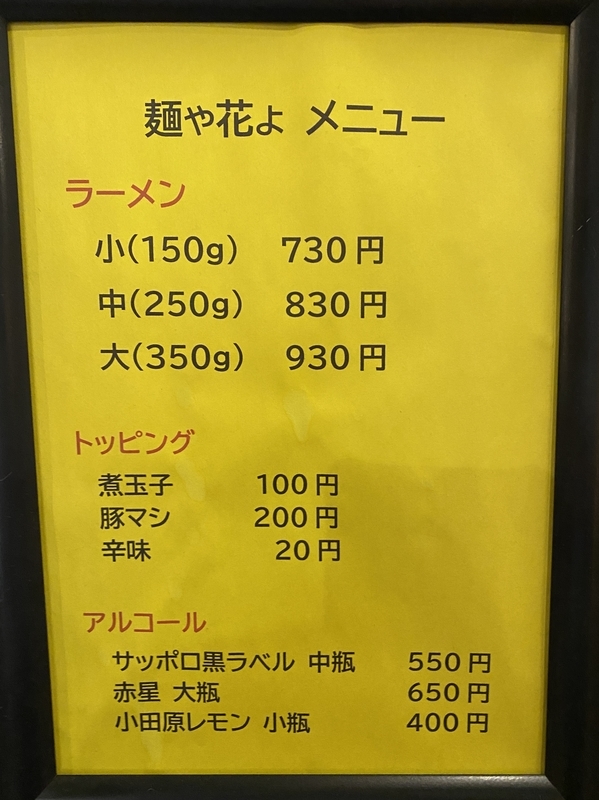 麺や花よ メニュー
ラーメン
小(150g) 730円
中(250g) 830円
大(350g) 930円
トッピング
煮玉子 100円
豚マシ 200円
辛味 20円
アルコール
サッポロ黒ラベル 中瓶 550円
赤星 大瓶 650円
小田原レモン 小瓶 400円